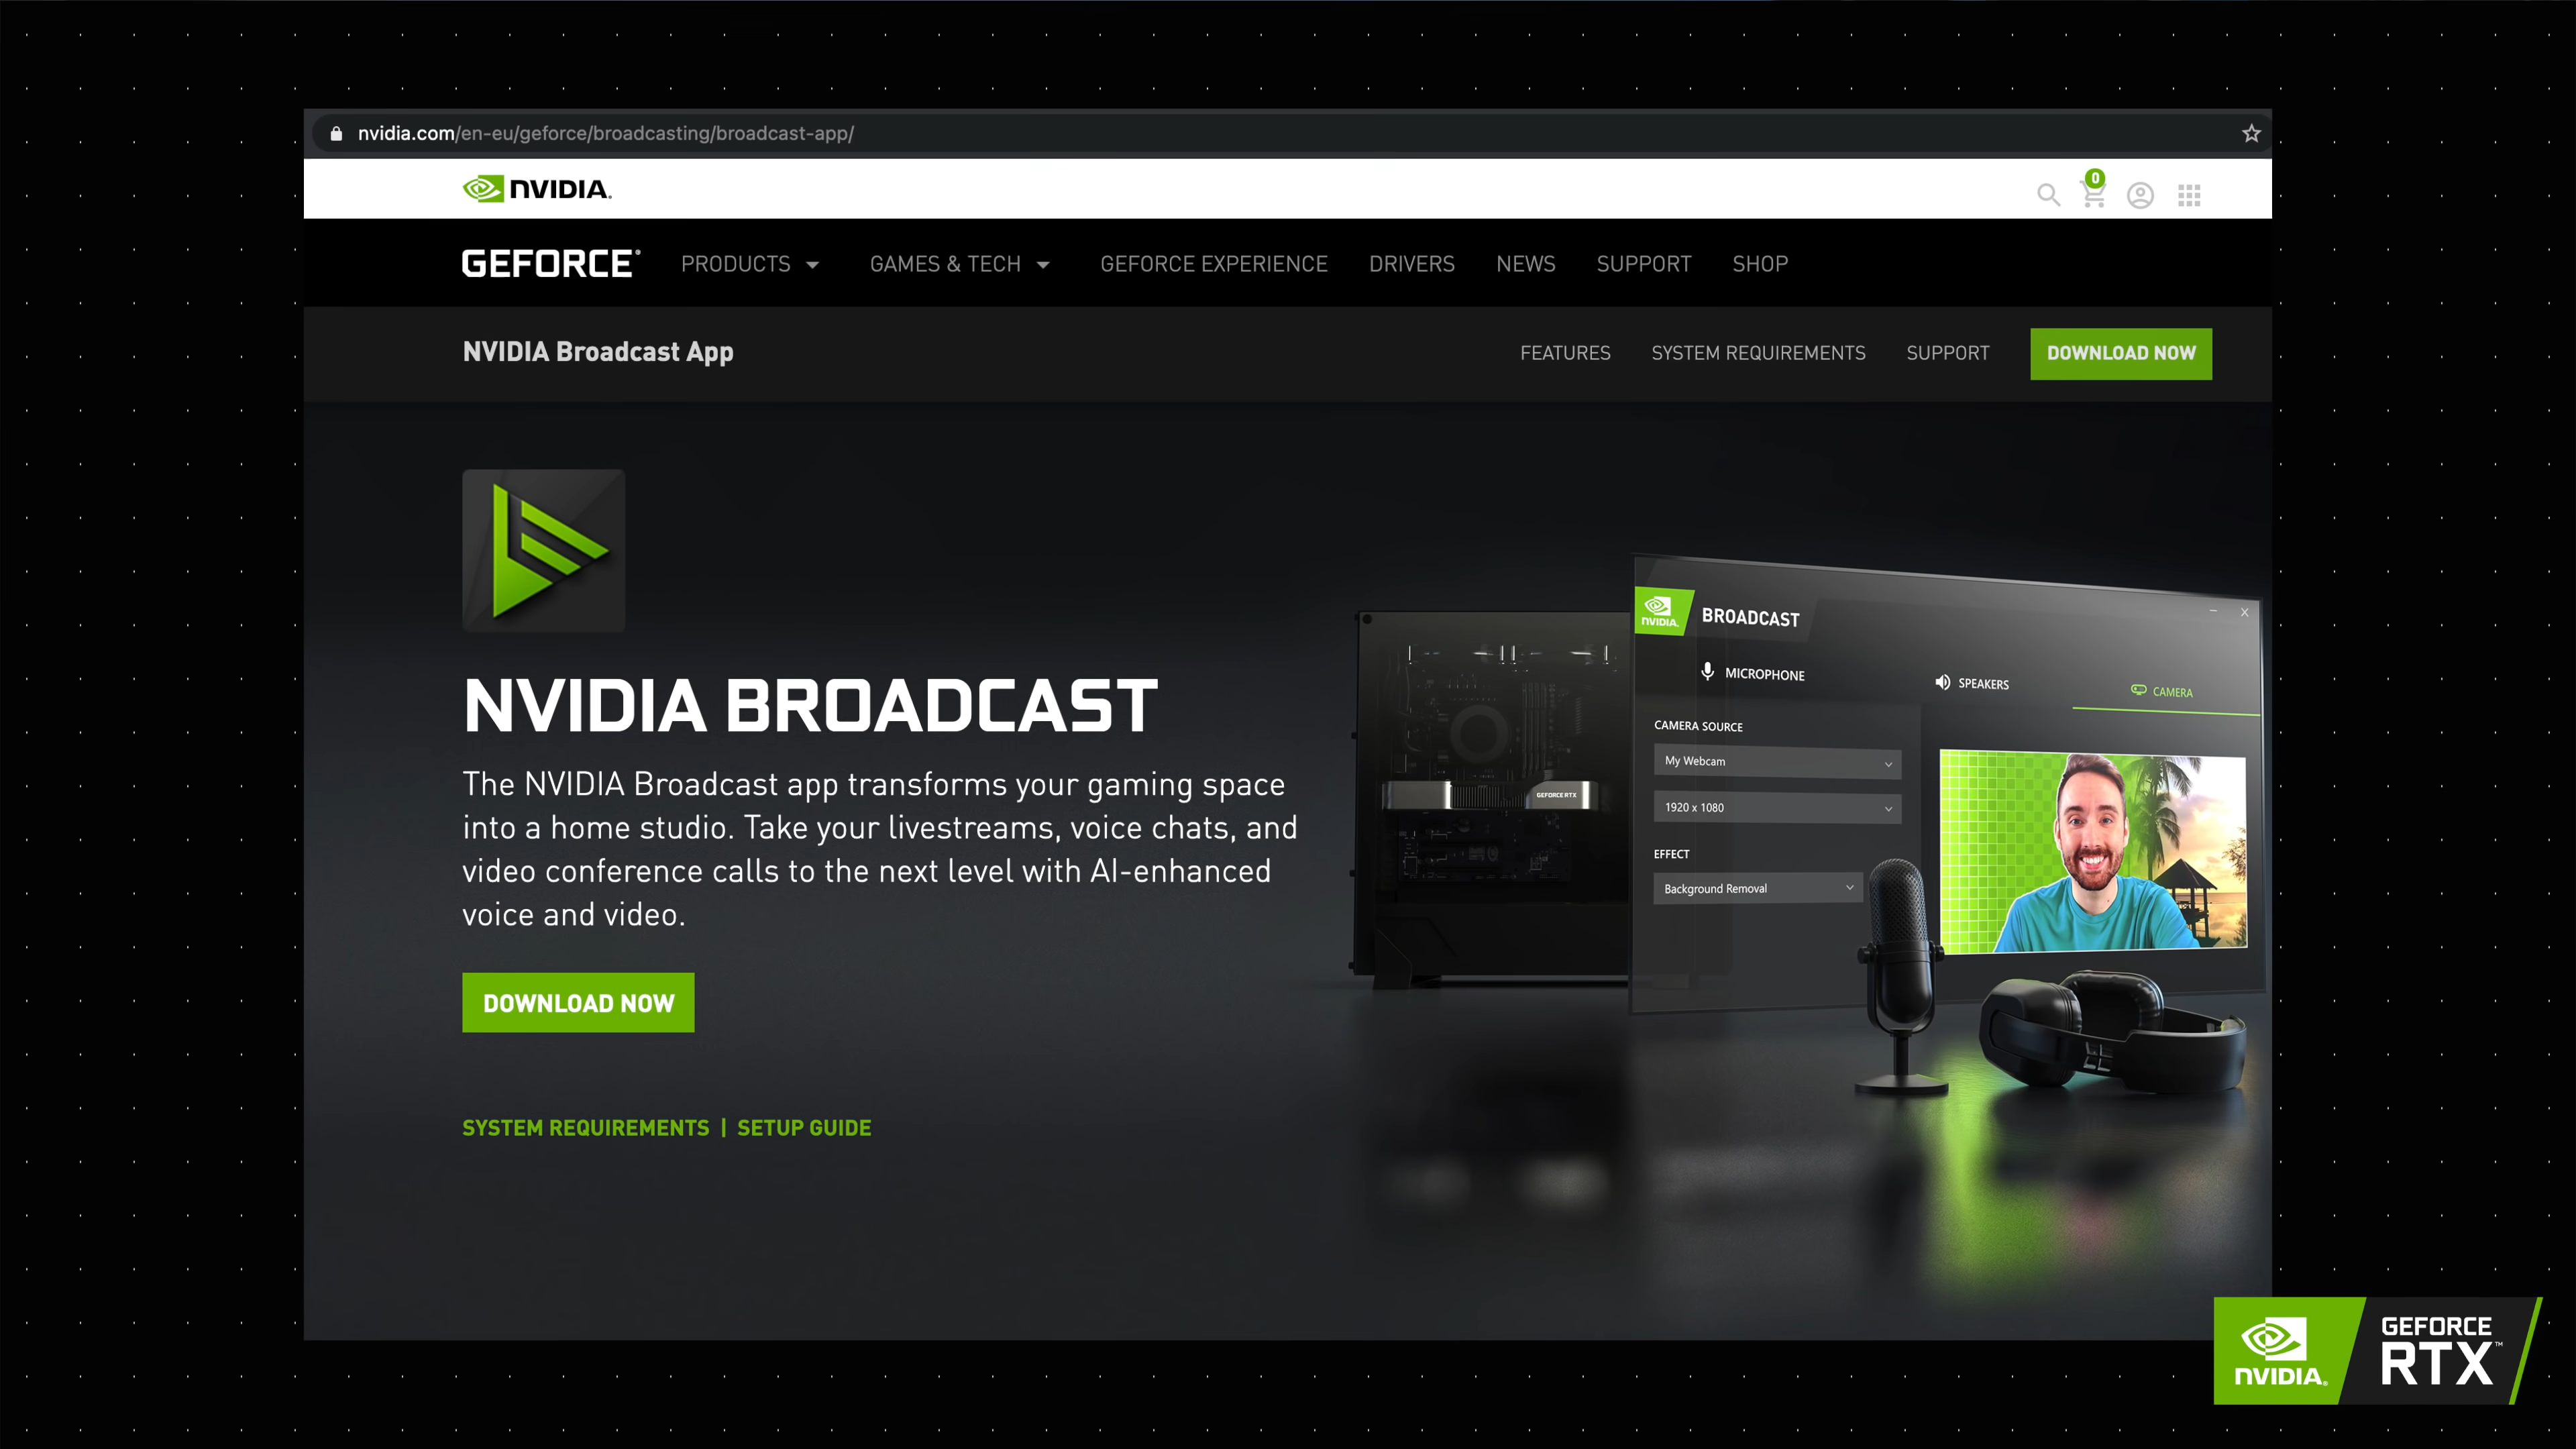 nvidia.com/en-eu/geforce/broadcasting/broadcast-app/
NVIDIA.
0
GEFORCE® PRODUCTS GAMES & TECH GEFORCE EXPERIENCE DRIVERS NEWS SUPPORT SHOP
NVIDIA Broadcast App FEATURES SYSTEM REQUIREMENTS SUPPORT DOWNLOAD NOW
NVIDIA BROADCAST
The NVIDIA Broadcast app transforms your gaming space
into a home studio. Take your livestreams, voice chats, and
video conference calls to the next level with AI-enhanced
voice and video.
DOWNLOAD NOW
SYSTEM REQUIREMENTS | SETUP GUIDE
GEFORCE RTX
NVIDIA. BROADCAST
MICROPHONE SPEAKERS CAMERA
CAMERA SOURCE
My Webcam
1920 x 1080
EFFECT
Background Removal
NVIDIA.
GEFORCE
RTX™